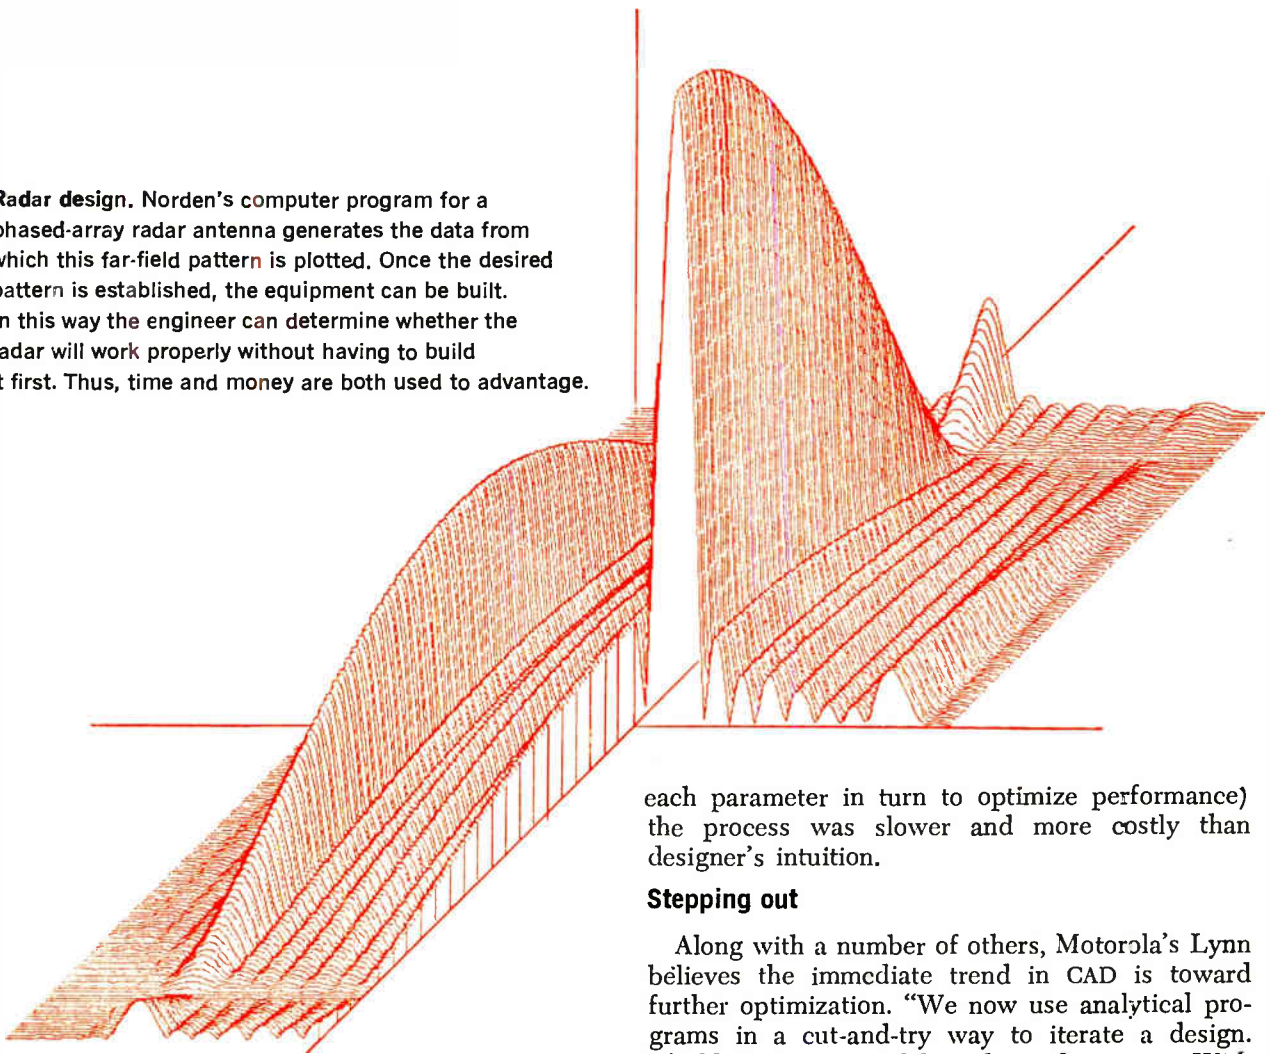 Radar design. Norden's computer program for a
phased-array radar antenna generates the data from
which this far-field pattern is plotted. Once the desired
pattern is established, the equipment can be built.
In this way the engineer can determine whether the
radar will work properly without having to build
it first. Thus, time and money are both used to advantage.
each parameter in turn to optimize performance)
the process was slower and more costly than
designer's intuition.
Stepping out
Along with a number of others, Motorola's Lynn
believes the immediate trend in CAD is toward
further optimization. "We now use analytical pro-
grams in a cut-and-try way to iterate a design.